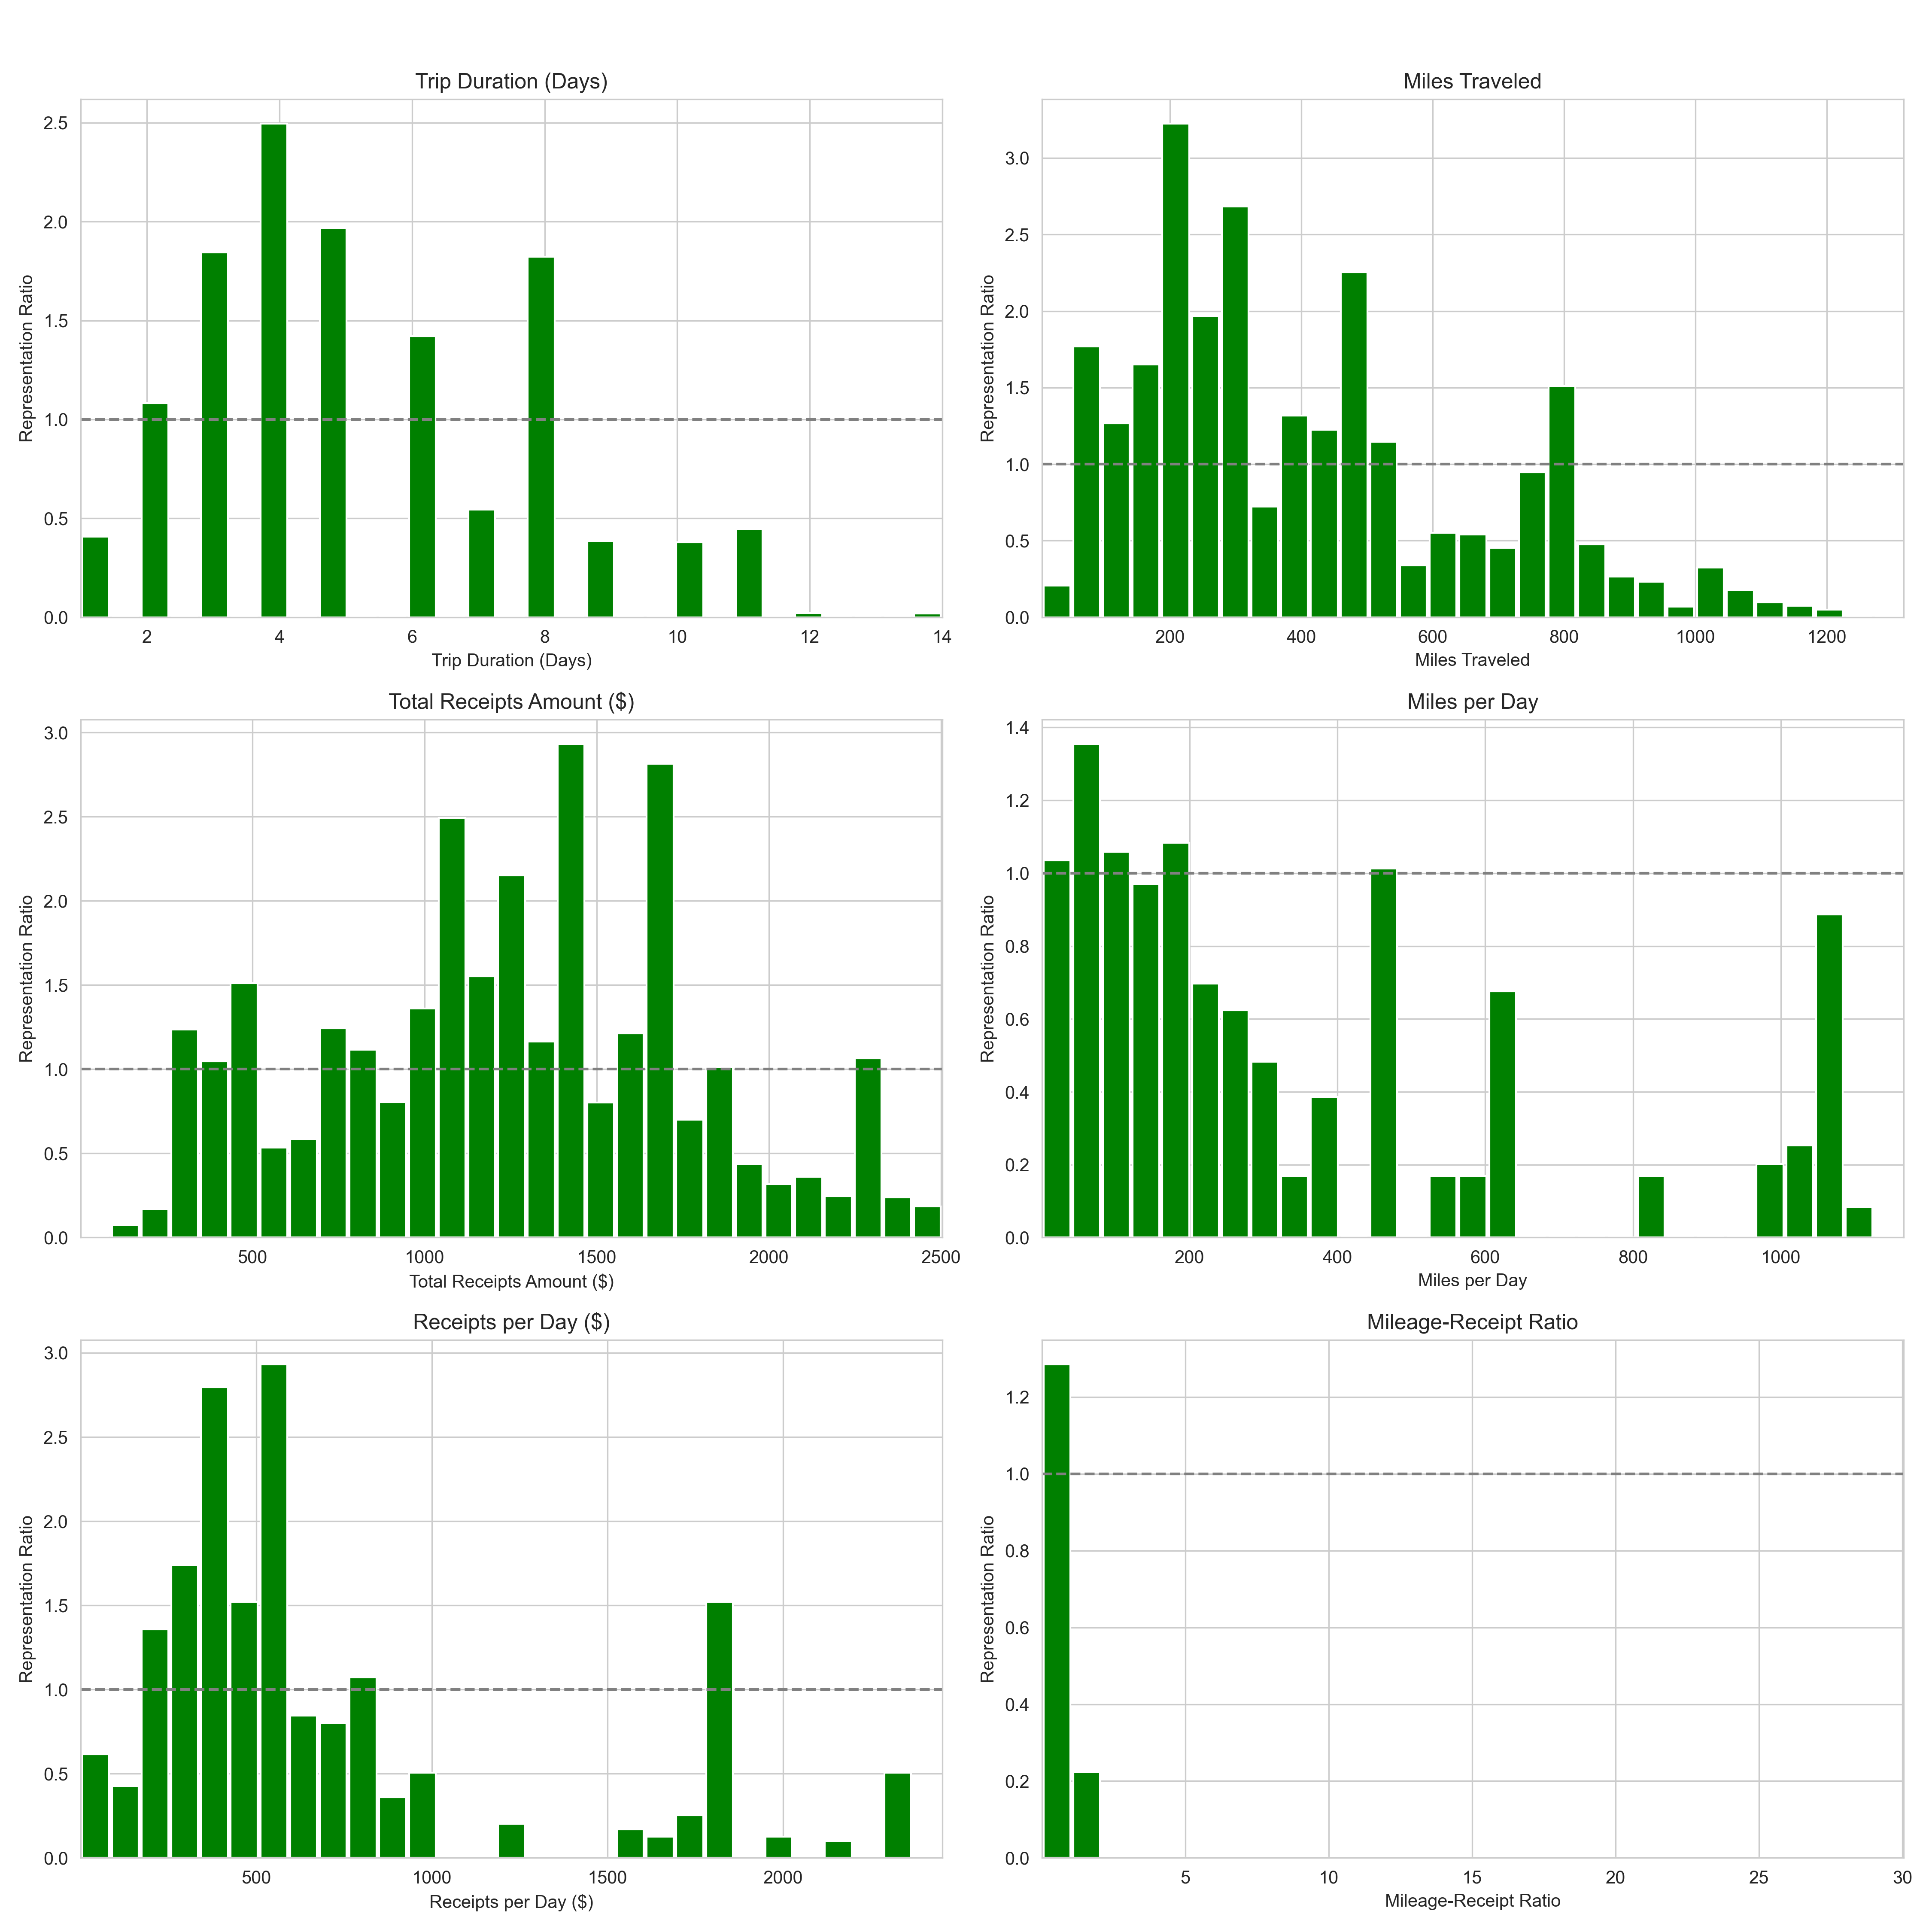 Trip Duration (Days)
2.5
2.0
1.5
1.0
0.5
0.0
Representation Ratio
2 4 6 8 10 12 14
Trip Duration (Days)
Miles Traveled
3.0
2.5
2.0
1.5
1.0
0.5
0.0
Representation Ratio
200 400 600 800 1000 1200
Miles Traveled
Total Receipts Amount ($)
3.0
2.5
2.0
1.5
1.0
0.5
0.0
Representation Ratio
500 1000 1500 2000 2500
Total Receipts Amount ($)
Miles per Day
1.4
1.2
1.0
0.8
0.6
0.4
0.2
0.0
Representation Ratio
200 400 600 800 1000
Miles per Day
Receipts per Day ($)
3.0
2.5
2.0
1.5
1.0
0.5
0.0
Representation Ratio
500 1000 1500 2000
Receipts per Day ($)
Mileage-Receipt Ratio
1.2
1.0
0.8
0.6
0.4
0.2
0.0
Representation Ratio
5 10 15 20 25 30
Mileage-Receipt Ratio